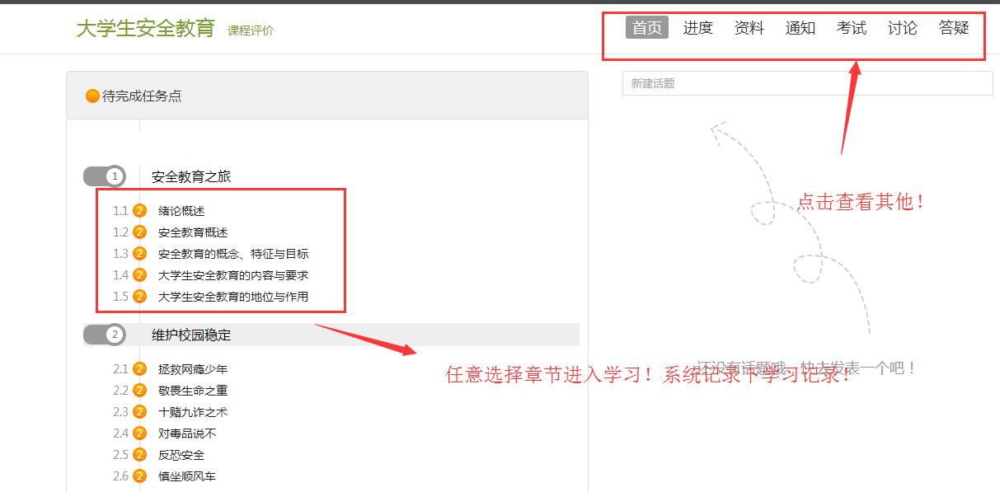 大学生安全教育 课程评价
首页 进度 资料 通知 考试 讨论 答疑
待完成任务点
新建话题
1 安全教育之旅
1.1 2 绪论概述
1.2 2 安全教育概述
1.3 2 安全教育的概念、特征与目标
1.4 2 大学生安全教育的内容与要求
1.5 2 大学生安全教育的地位与作用
点击查看其他!
2 维护校园稳定
任意选择章节进入学习!系统记录下学习记录!
还没有话题哦，快去发表一个吧！
2.1 2 拯救网瘾少年
2.2 2 敬畏生命之重
2.3 2 十赌九诈之术
2.4 2 对毒品说不
2.5 2 反恐安全
2.6 2 慎坐顺风车